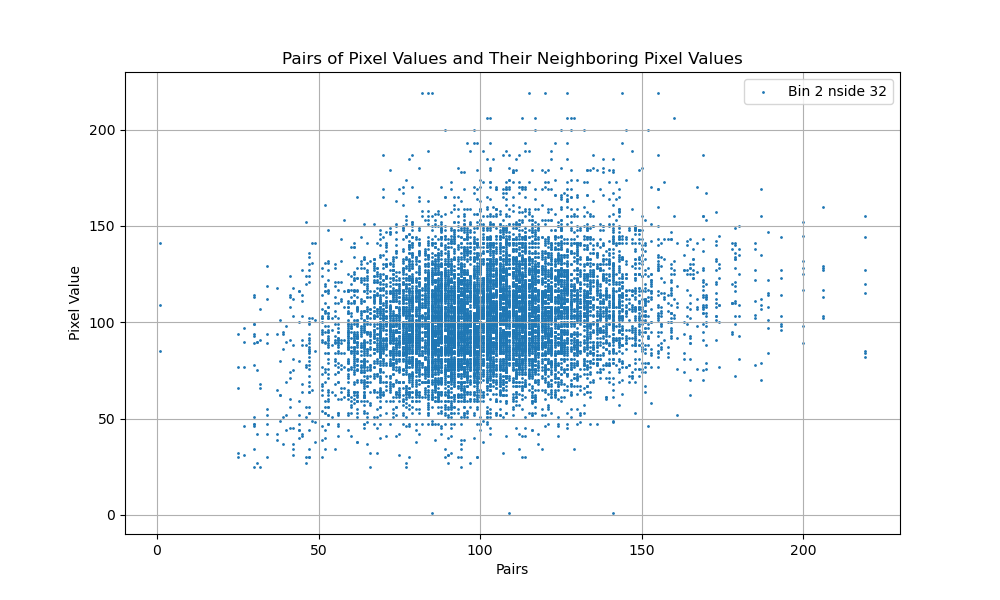 Pairs of Pixel Values and Their Neighboring Pixel Values
Bin 2 nside 32
200
150
100
50
0
Pixel Value
0 50 100 150 200
Pairs